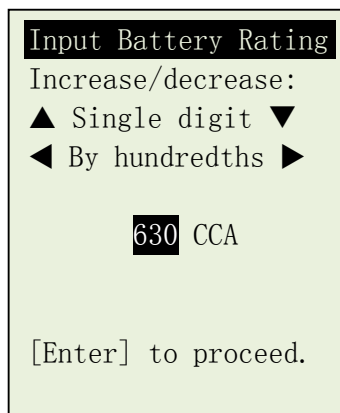 Input Battery Rating
Increase/decrease:
▲ Single digit ▼
◀ By hundredths ▶
630 CCA
[Enter] to proceed.